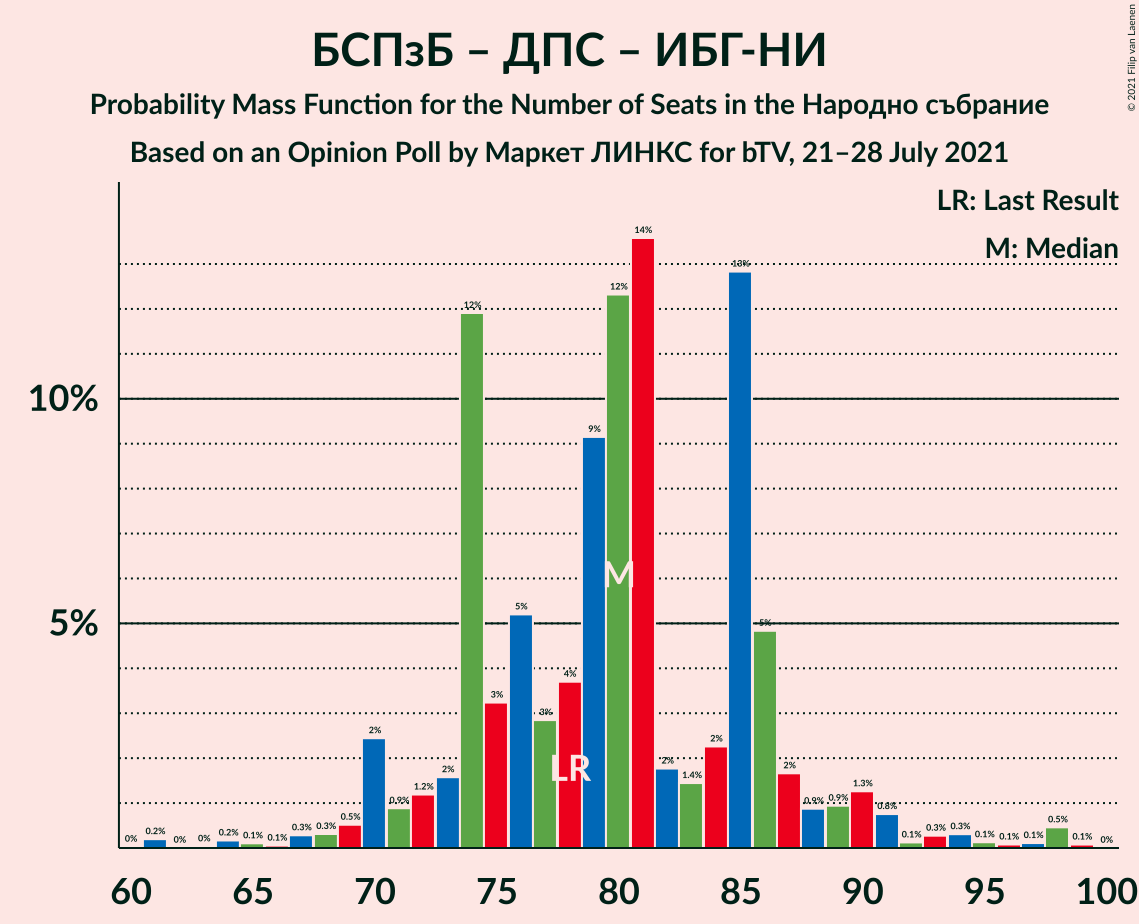 БСПзБ – ДПС – ИБГ-НИ
Probability Mass Function for the Number of Seats in the Народно събрание
Based on an Opinion Poll by Маркет ЛИНКС for bTV, 21–28 July 2021
© 2021 Filip van Laenen
LR: Last Result
M: Median
10%
5%
0% 0.2% 0% 0% 0.2% 0.1% 0.1% 0.3% 0.3% 0.5% 2% 0.9% 1.2% 2% 12% 3% 5% 3% 4% 9% 12% 14% 2% 1.4% 2% 13% 5% 2% 0.9% 0.9% 1.3% 0.8% 0.1% 0.3% 0.3% 0.1% 0.1% 0.1% 0.5% 0.1% 0%
M
LR
60 65 70 75 80 85 90 95 100